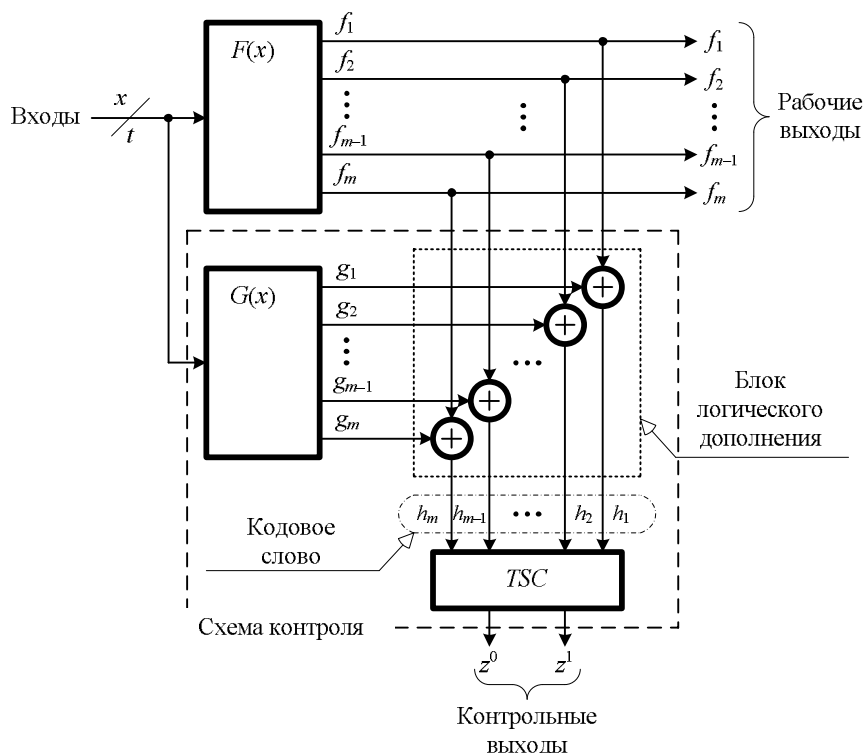 f₁
F(x)
f₁
f₂
f₂
x
Входы
t
Рабочие
выходы
fₘ₋₁
fₘ₋₁
fₘ
fₘ
g₁
G(x)
g₂
gₘ₋₁
gₘ
Блок
логического
дополнения
Кодовое
слово
hₘ hₘ₋₁ ... h₂ h₁
TSC
Схема контроля
z⁰ z¹
Контрольные
выходы